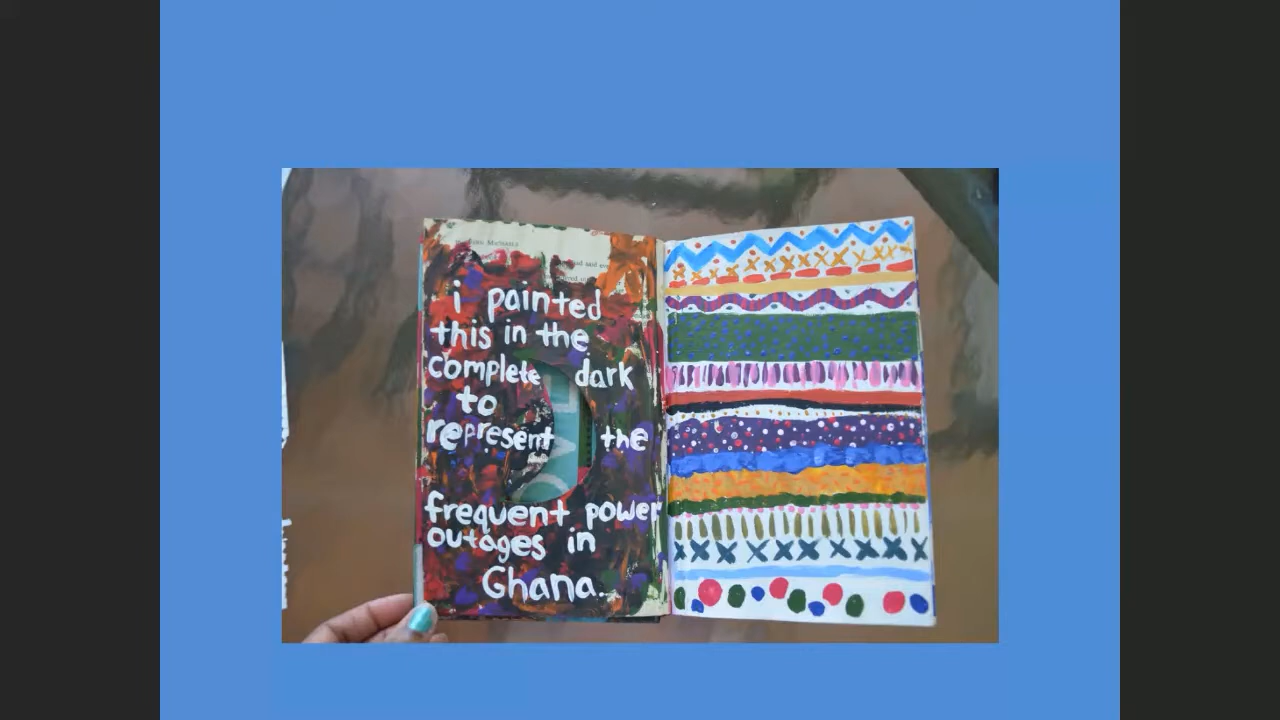 i painted
this in the
complete dark
to
represent the
frequent power
outages in
Ghana.